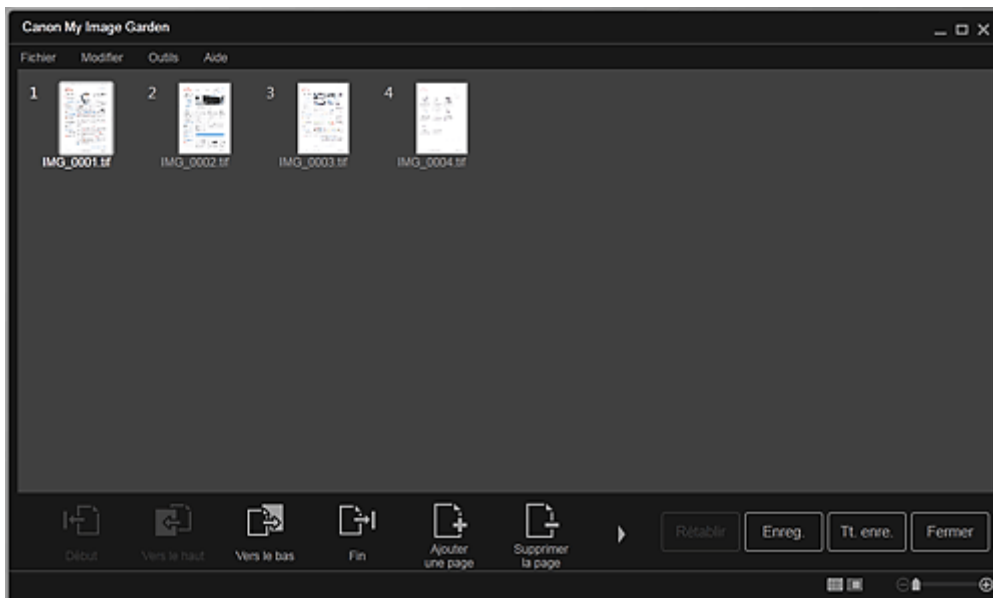 Canon My Image Garden
Fichier Modifier Outils Aide
1 2 3 4
IMG_0001.tif IMG_0002.tif IMG_0003.tif IMG_0004.tif
Début Vers le haut Vers le bas Fin Ajouter une page Supprimer la page Rétablir Enreg. Tt. enre. Fermer